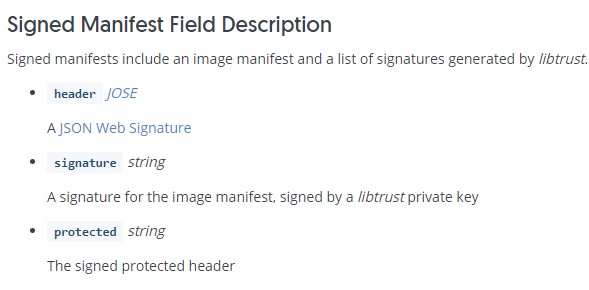 Signed Manifest Field Description
Signed manifests include an image manifest and a list of signatures generated by libtrust.
• header JOSE
A JSON Web Signature
• signature string
A signature for the image manifest, signed by a libtrust private key
• protected string
The signed protected header